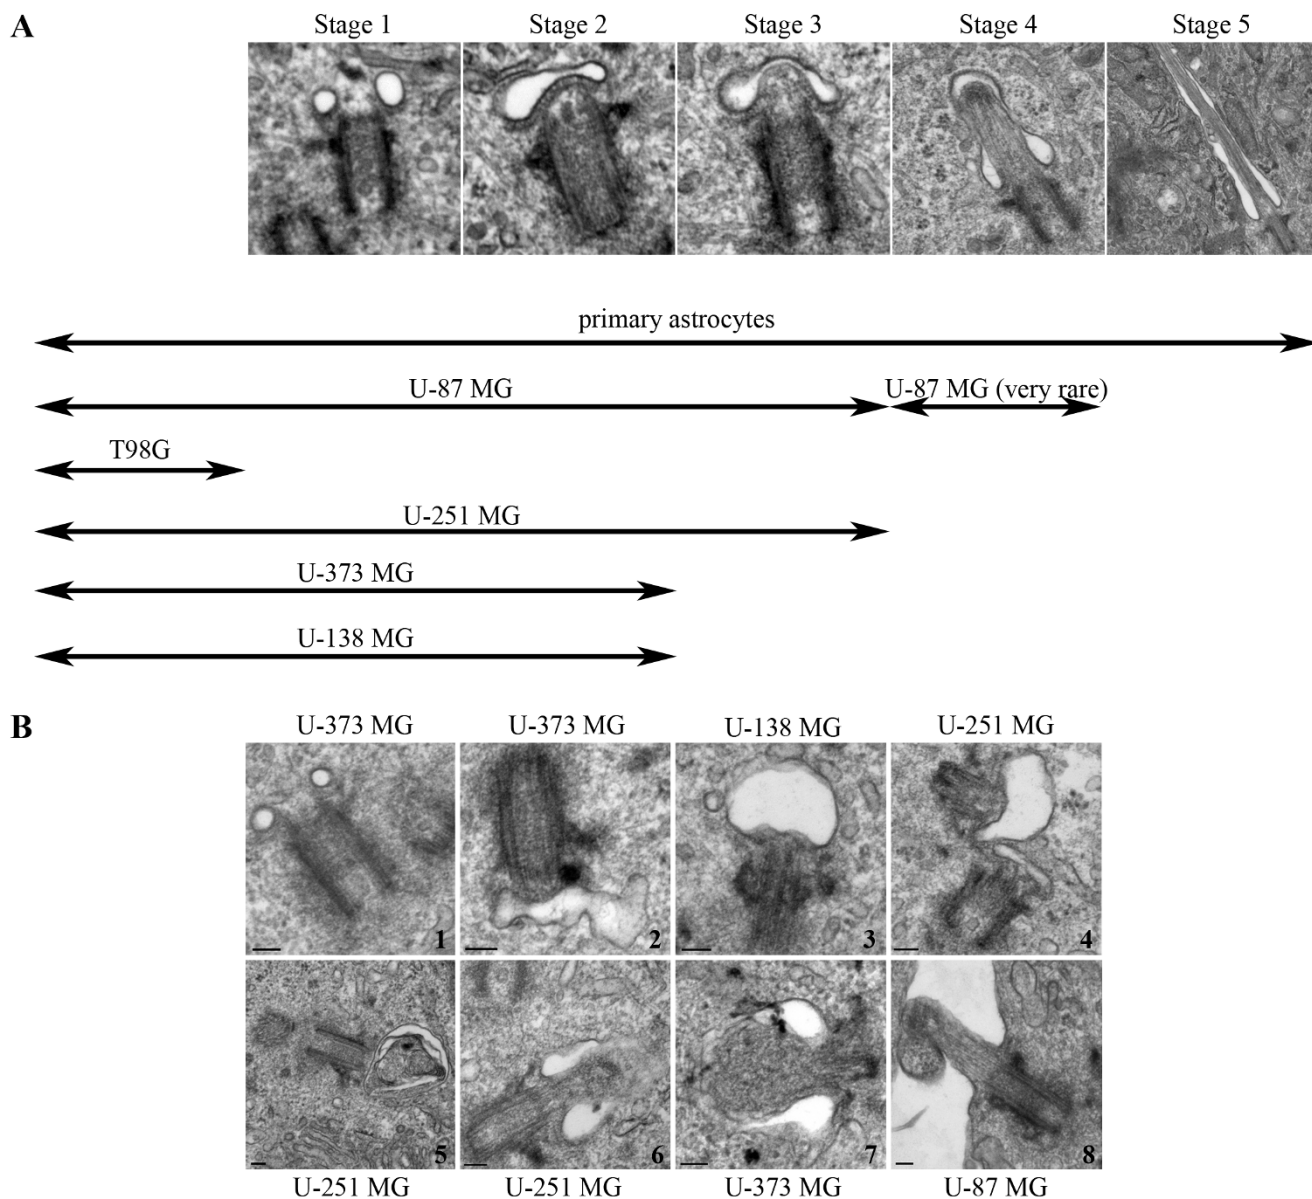 A
Stage 1 Stage 2 Stage 3 Stage 4 Stage 5
primary astrocytes
U-87 MG U-87 MG (very rare)
T98G
U-251 MG
U-373 MG
U-138 MG
B
U-373 MG U-373 MG U-138 MG U-251 MG
1 2 3 4
5 6 7 8
U-251 MG U-251 MG U-373 MG U-87 MG